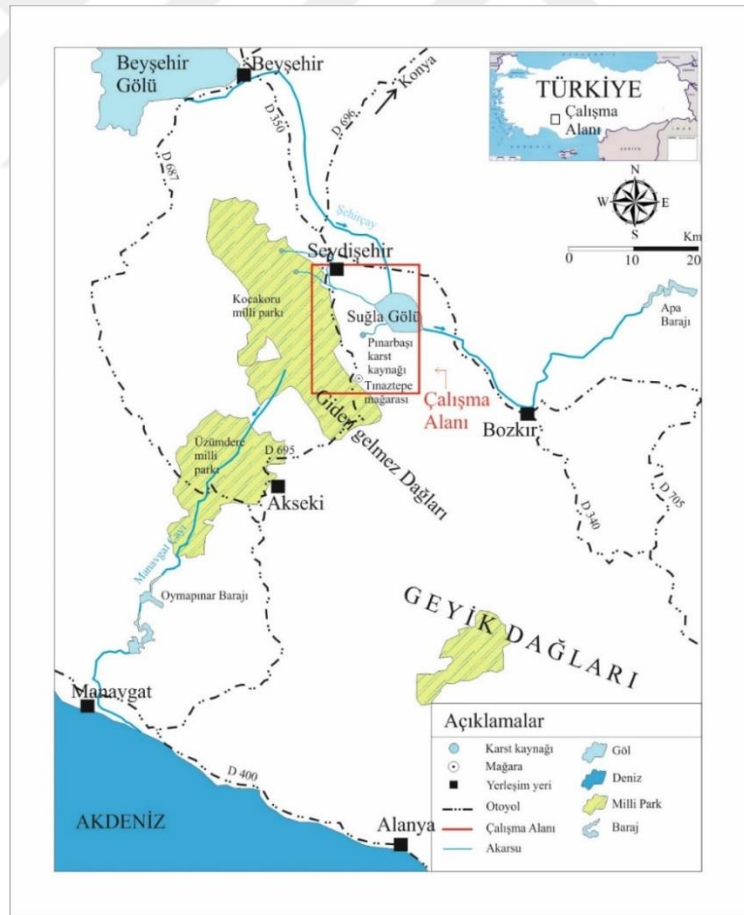 Beyşehir
Gölü
Beyşehir
Konya
D 696
D 350
D 687
TÜRKİYE
Çalışma
Alanı
N
W
E
S
Km
0
10
20
Şehirçay
Seydişehir
Kocakoru
milli parkı
Suğla Gölü
Pınarbaşı
karst
kaynağı
Tınaztepe
mağarası
Çalışma
Alanı
Apa
Barajı
Bozkır
Giden gelmez Dağları
Üzümdere
milli
parkı
D 695
Akseki
D 705
D 340
Manavgat Çayı
Oymapınar Barajı
GEYİK DAĞLARI
Manavgat
D 400
AKDENİZ
Alanya
Açıklamalar
Karst kaynağı
Mağara
Yerleşim yeri
Otoyol
Çalişma Alanı
Akarsu
Göl
Deniz
Milli Park
Baraj